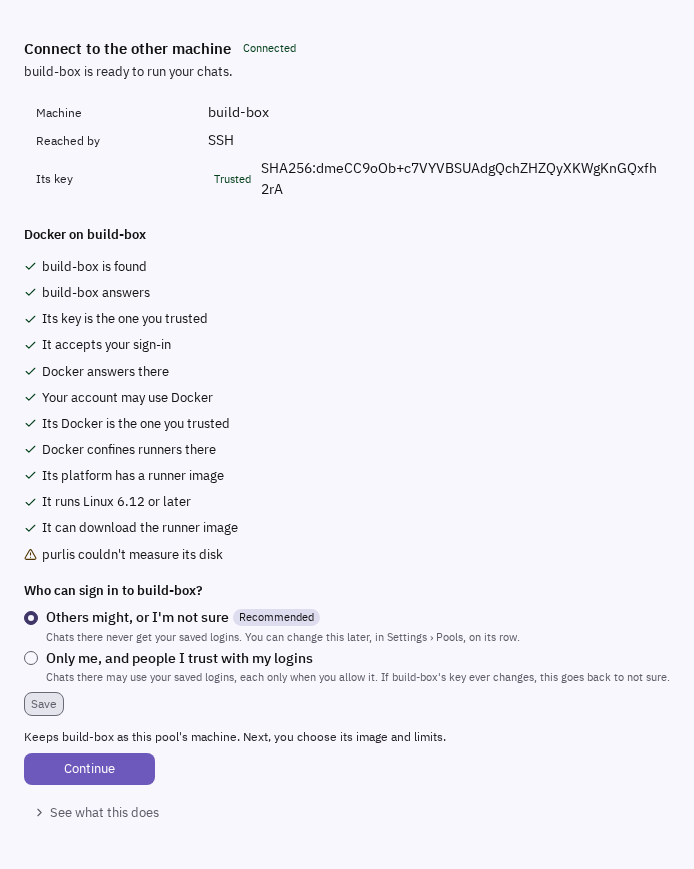 Connect to the other machine Connected
build-box is ready to run your chats.
Machine build-box
Reached by SSH
Its key Trusted SHA256:dmeCC9oOb+c7VYVBSUAdgQchZHZQyXKWgKnGQxfh
2rA
Docker on build-box
build-box is found
build-box answers
Its key is the one you trusted
It accepts your sign-in
Docker answers there
Your account may use Docker
Its Docker is the one you trusted
Docker confines runners there
Its platform has a runner image
It runs Linux 6.12 or later
It can download the runner image
purlis couldn't measure its disk
Who can sign in to build-box?
Others might, or I'm not sure Recommended
Chats there never get your saved logins. You can change this later, in Settings › Pools, on its row.
Only me, and people I trust with my logins
Chats there may use your saved logins, each only when you allow it. If build-box's key ever changes, this goes back to not sure.
Save
Keeps build-box as this pool's machine. Next, you choose its image and limits.
Continue
See what this does